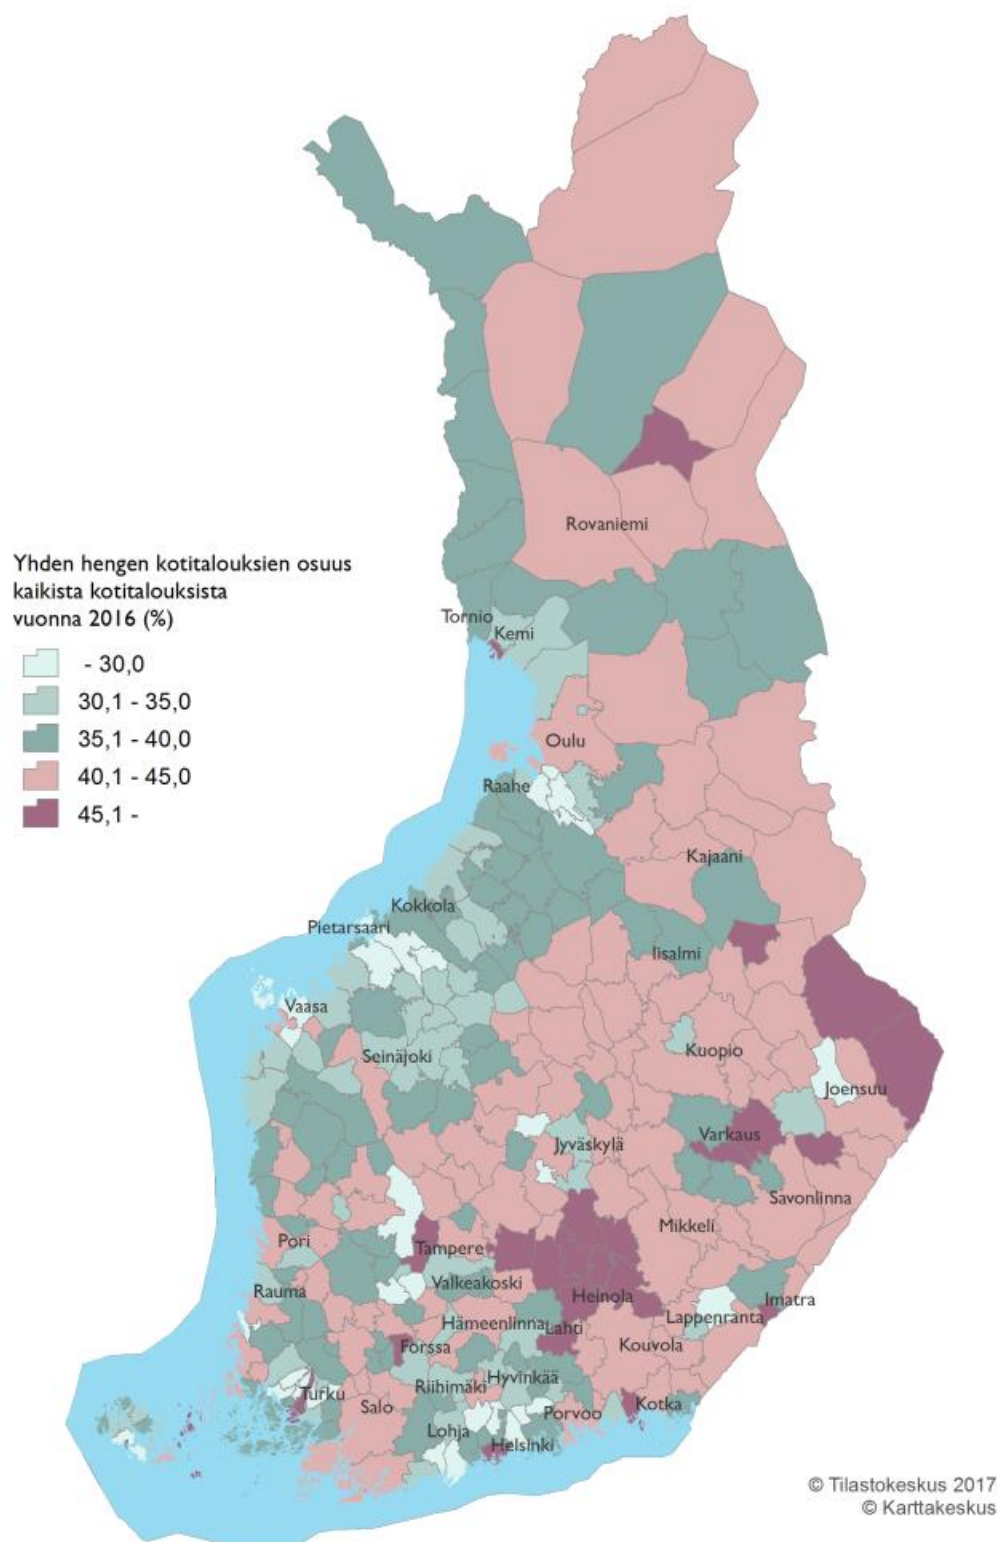 Yhden hengen kotitalouksien osuus
kaikista kotitalouksista
vuonna 2016 (%)
- 30,0
30,1 - 35,0
35,1 - 40,0
40,1 - 45,0
45,1 -
Rovaniemi
Tornio
Kemi
Oulu
Raahe
Kajaani
Kokkola
Pietarsaari
Iisalmi
Vaasa
Seinäjoki
Kuopio
Joensuu
Varkaus
Jyväskylä
Savonlinna
Mikkeli
Pori
Tampere
Valkeakoski
Rauma
Heinola
Imatra
Lappenranta
Hämeenlinna
Lahti
Forssa
Kouvola
Riihimäki
Hyvinkää
Turku
Salo
Porvoo
Kotka
Lohja
Helsinki
© Tilastokeskus 2017
© Karttakeskus